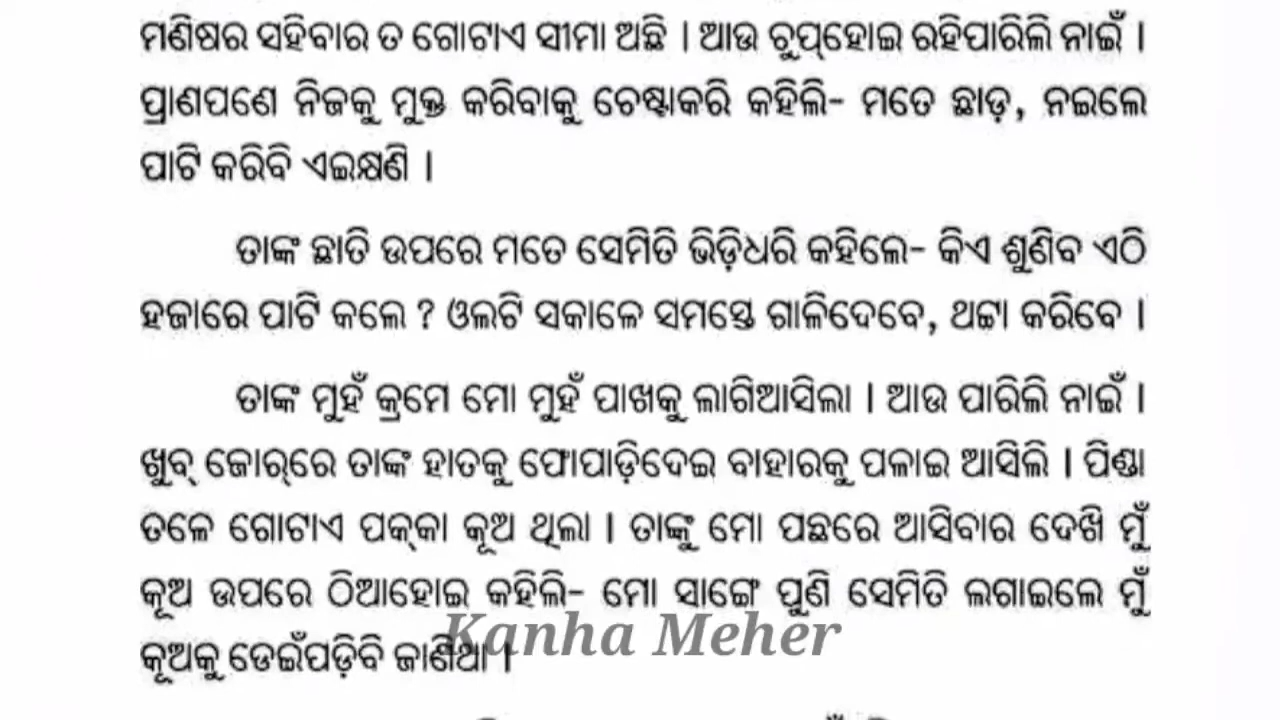 ମଣିଷର ସହିବାର ତ ଗୋଟାଏ ସୀମା ଅଛି । ଆଉ ଚୁପ୍‌ହୋଇ ରହିପାରିଲି ନାଇଁ ।
ପ୍ରାଣପଣେ ନିଜକୁ ମୁକ୍ତ କରିବାକୁ ଚେଷ୍ଟାକରି କହିଲି- ମତେ ଛାଡ଼, ନଇଲେ
ପାଟି କରିବି ଏଇକ୍ଷଣି ।
ତାଙ୍କ ଛାତି ଉପରେ ମତେ ସେମିତି ଭିଡ଼ିଧରି କହିଲେ- କିଏ ଶୁଣିବ ଏଠି
ହଜାରେ ପାଟି କଲେ ? ଓଲଟି ସକାଳେ ସମସ୍ତେ ଗାଳିଦେବେ, ଥଟ୍ଟା କରିବେ ।
ତାଙ୍କ ମୁହଁ କ୍ରମେ ମୋ ମୁହଁ ପାଖକୁ ଲାଗିଆସିଲା । ଆଉ ପାରିଲି ନାଇଁ ।
ଖୁବ୍ ଜୋର୍‌ରେ ତାଙ୍କ ହାତକୁ ଫୋପାଡ଼ିଦେଇ ବାହାରକୁ ପଳାଇ ଆସିଲି । ପିଣ୍ଡା
ତଳେ ଗୋଟାଏ ପକ୍‌କା କୂଅ ଥିଲା । ତାଙ୍କୁ ମୋ ପଛରେ ଆସିବାର ଦେଖି ମୁଁ
କୂଅ ଉପରେ ଠିଆହୋଇ କହିଲି- ମୋ ସାଙ୍ଗେ ପୁଣି ସେମିତି ଲଗାଇଲେ ମୁଁ
କୂଅକୁ ଡେଇଁପଡ଼ିବି ଜାଣିଥା ।
Kanha Meher